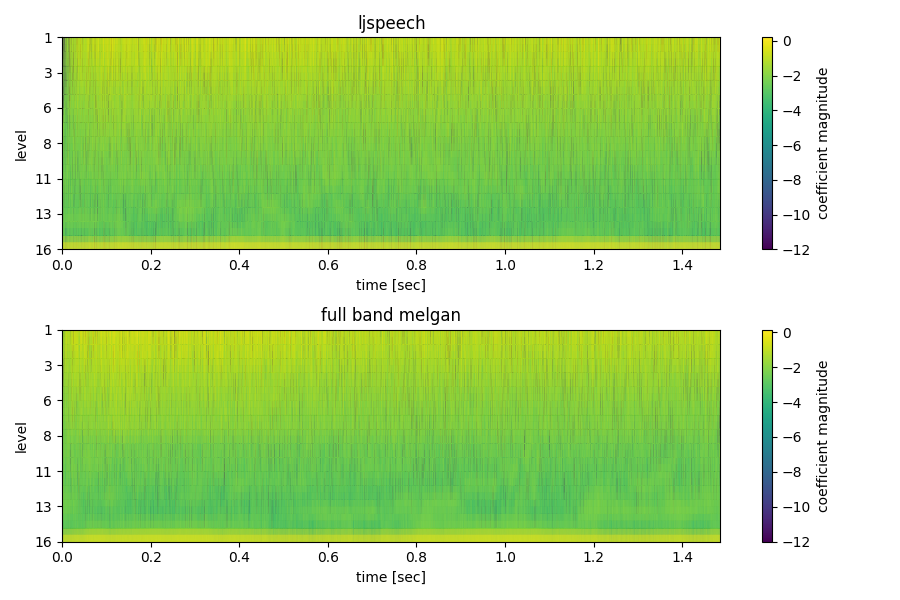 ljspeech
1
3
6
8
11
13
16
level
0.0 0.2 0.4 0.6 0.8 1.0 1.2 1.4
time [sec]
0
−2
−4
−6
−8
−10
−12
coefficient magnitude
full band melgan
1
3
6
8
11
13
16
level
0.0 0.2 0.4 0.6 0.8 1.0 1.2 1.4
time [sec]
0
−2
−4
−6
−8
−10
−12
coefficient magnitude